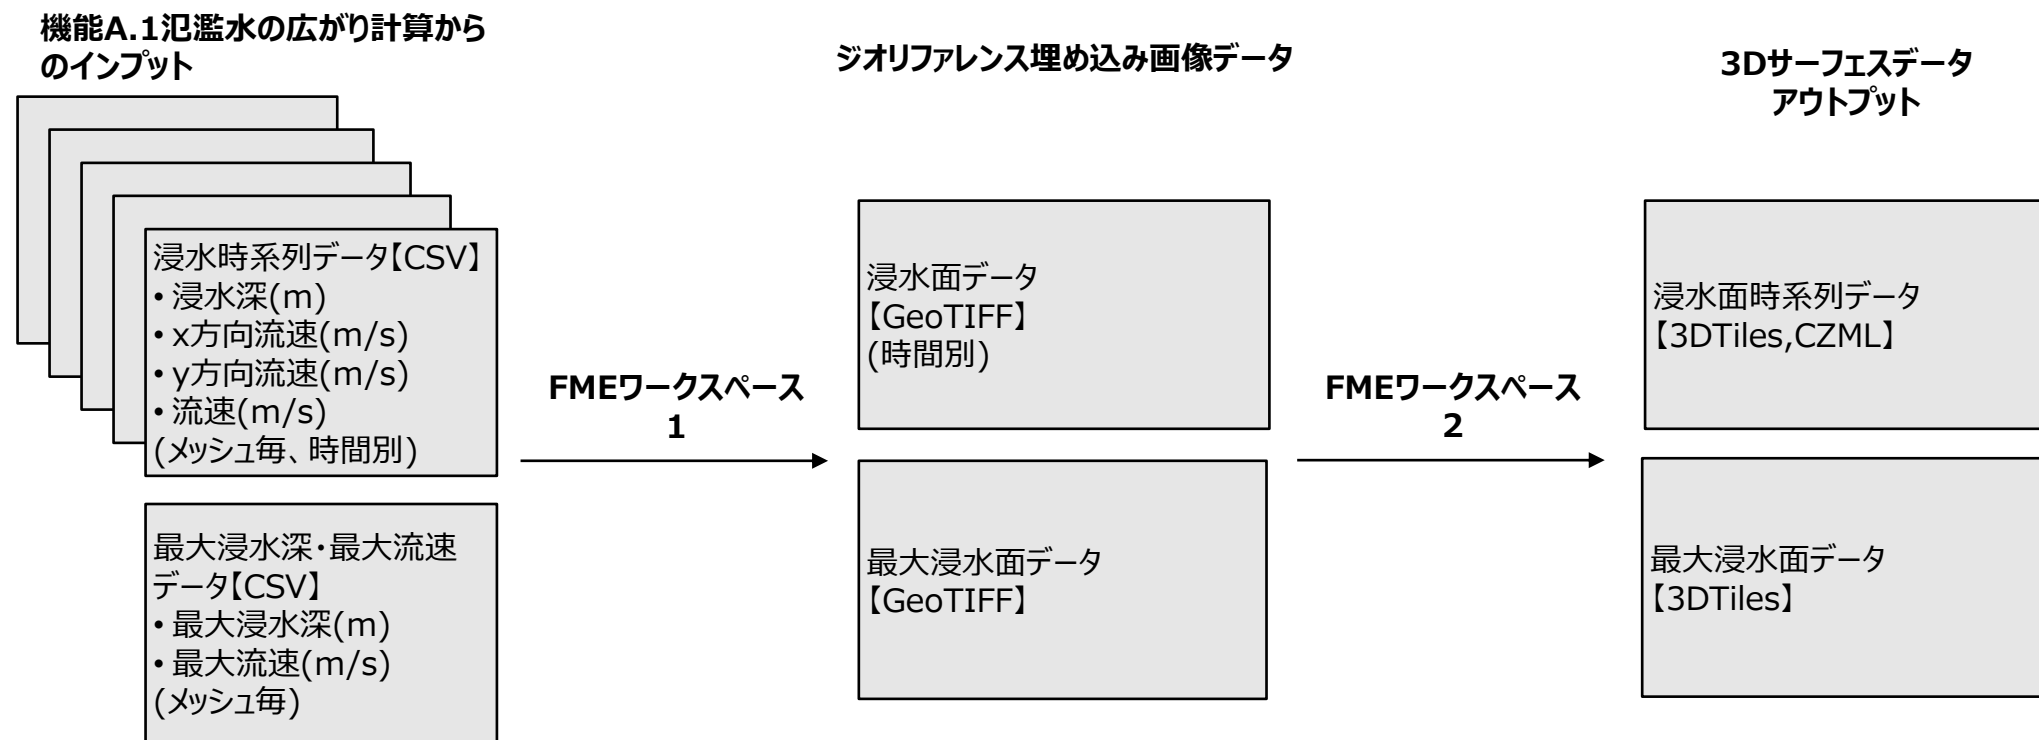 機能A.1氾濫水の広がり計算から
のインプット
浸水時系列データ【CSV】
• 浸水深(m)
• x方向流速(m/s)
• y方向流速(m/s)
• 流速(m/s)
(メッシュ毎、時間別)
最大浸水深・最大流速
データ【CSV】
• 最大浸水深(m)
• 最大流速(m/s)
(メッシュ毎)
FMEワークスペース
1
ジオリファレンス埋め込み画像データ
浸水面データ
【GeoTIFF】
(時間別)
最大浸水面データ
【GeoTIFF】
FMEワークスペース
2
3Dサーフェスデータ
アウトプット
浸水面時系列データ
【3DTiles,CZML】
最大浸水面データ
【3DTiles】